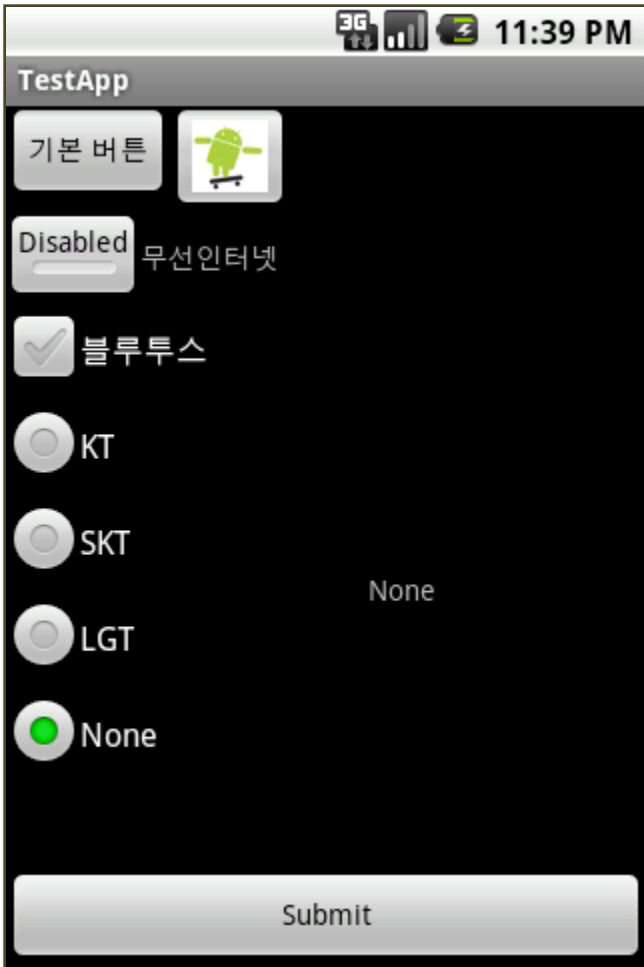 3G 11:39 PM
TestApp
기본 버튼
Disabled 무선인터넷
블루투스
KT
SKT
None
LGT
None
Submit